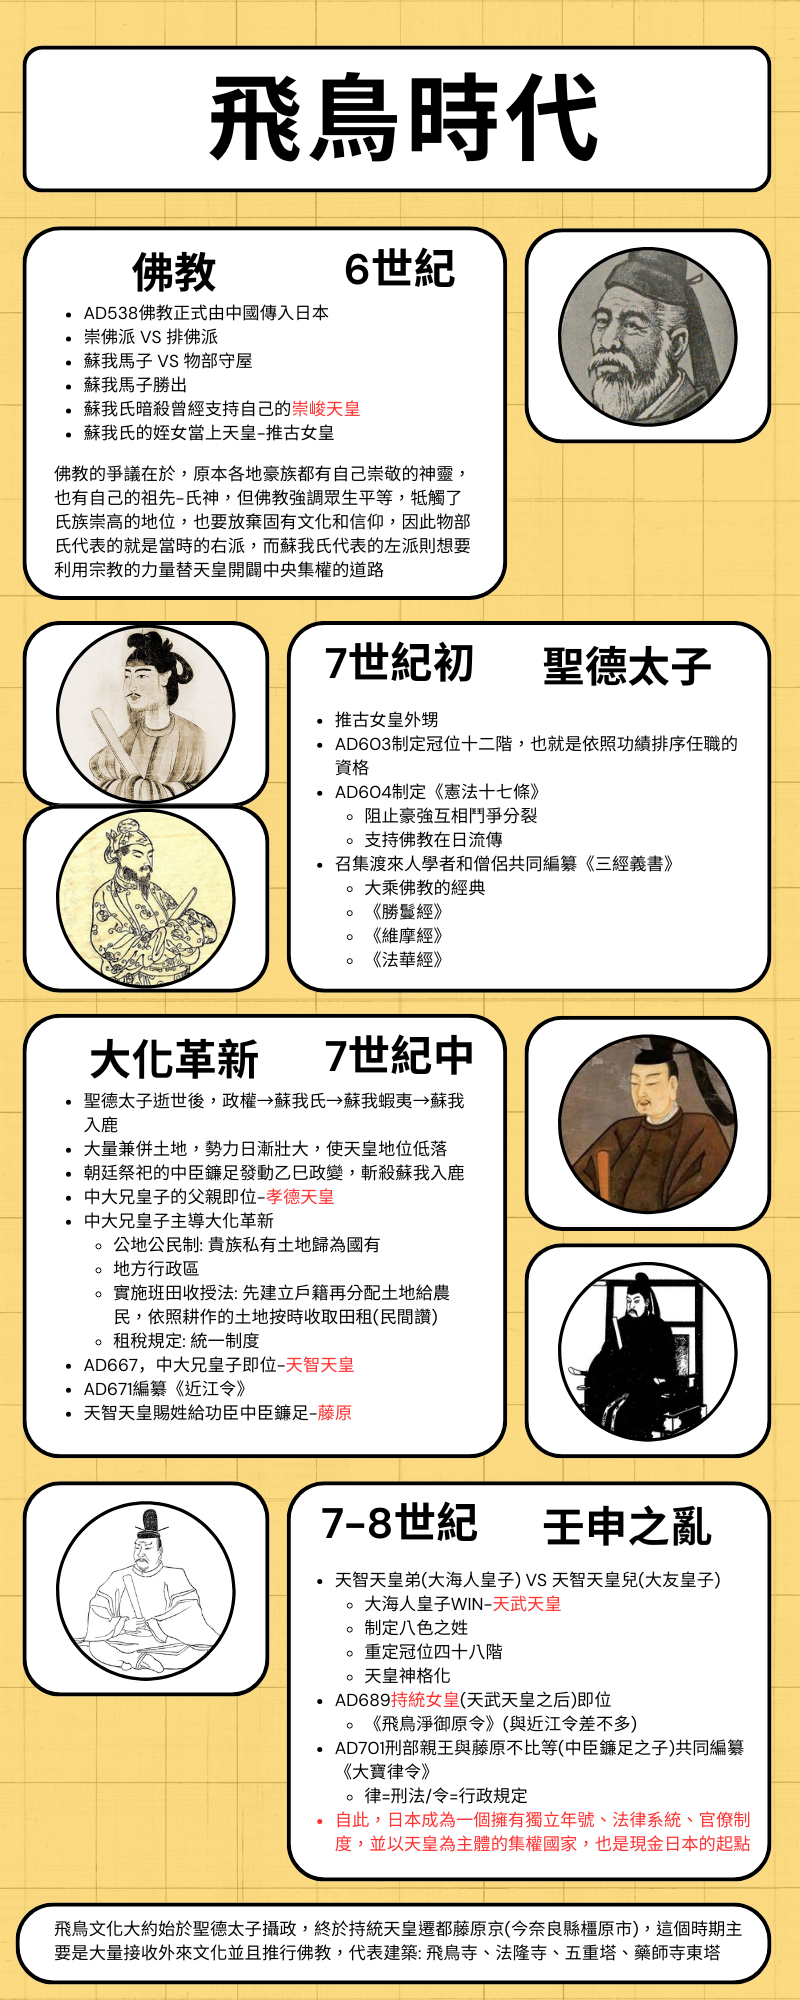 飛鳥時代
佛教
6世紀
AD538佛教正式由中國傳入日本
崇佛派 VS 排佛派
蘇我馬子 VS 物部守屋
蘇我馬子勝出
蘇我氏暗殺曾經支持自己的崇峻天皇
蘇我氏的姪女當上天皇-推古女皇
佛教的爭議在於，原本各地豪族都有自己崇敬的神靈，
也有自己的祖先-氏神，但佛教強調眾生平等，牴觸了
氏族崇高的地位，也要放棄固有文化和信仰，因此物部
氏代表的就是當時的右派，而蘇我氏代表的左派則想要
利用宗教的力量替天皇開闢中央集權的道路
7世紀初
聖德太子
推古女皇外甥
AD603制定冠位十二階，也就是依照功績排序任職的
資格
AD604制定《憲法十七條》
阻止豪強互相鬥爭分裂
支持佛教在日流傳
召集渡來人學者和僧侶共同編纂《三經義書》
大乘佛教的經典
《勝鬘經》
《維摩經》
《法華經》
大化革新
7世紀中
聖德太子逝世後，政權→蘇我氏→蘇我蝦夷→蘇我
入鹿
大量兼併土地，勢力日漸壯大，使天皇地位低落
朝廷祭祀的中臣鐮足發動乙巳政變，斬殺蘇我入鹿
中大兄皇子的父親即位-孝德天皇
中大兄皇子主導大化革新
公地公民制: 貴族私有土地歸為國有
地方行政區
實施班田收授法: 先建立戶籍再分配土地給農
民，依照耕作的土地按時收取田租(民間讚)
租稅規定: 統一制度
AD667，中大兄皇子即位-天智天皇
AD671編纂《近江令》
天智天皇賜姓給功臣中臣鐮足-藤原
7-8世紀
壬申之亂
天智天皇弟(大海人皇子) VS 天智天皇兒(大友皇子)
大海人皇子WIN-天武天皇
制定八色之姓
重定冠位四十八階
天皇神格化
AD689持統女皇(天武天皇之后)即位
《飛鳥淨御原令》(與近江令差不多)
AD701刑部親王與藤原不比等(中臣鐮足之子)共同編纂
《大寶律令》
律=刑法/令=行政規定
自此，日本成為一個擁有獨立年號、法律系統、官僚制
度，並以天皇為主體的集權國家，也是現金日本的起點
飛鳥文化大約始於聖德太子攝政，終於持統天皇遷都藤原京(今奈良縣橿原市)，這個時期主
要是大量接收外來文化並且推行佛教，代表建築: 飛鳥寺、法隆寺、五重塔、藥師寺東塔